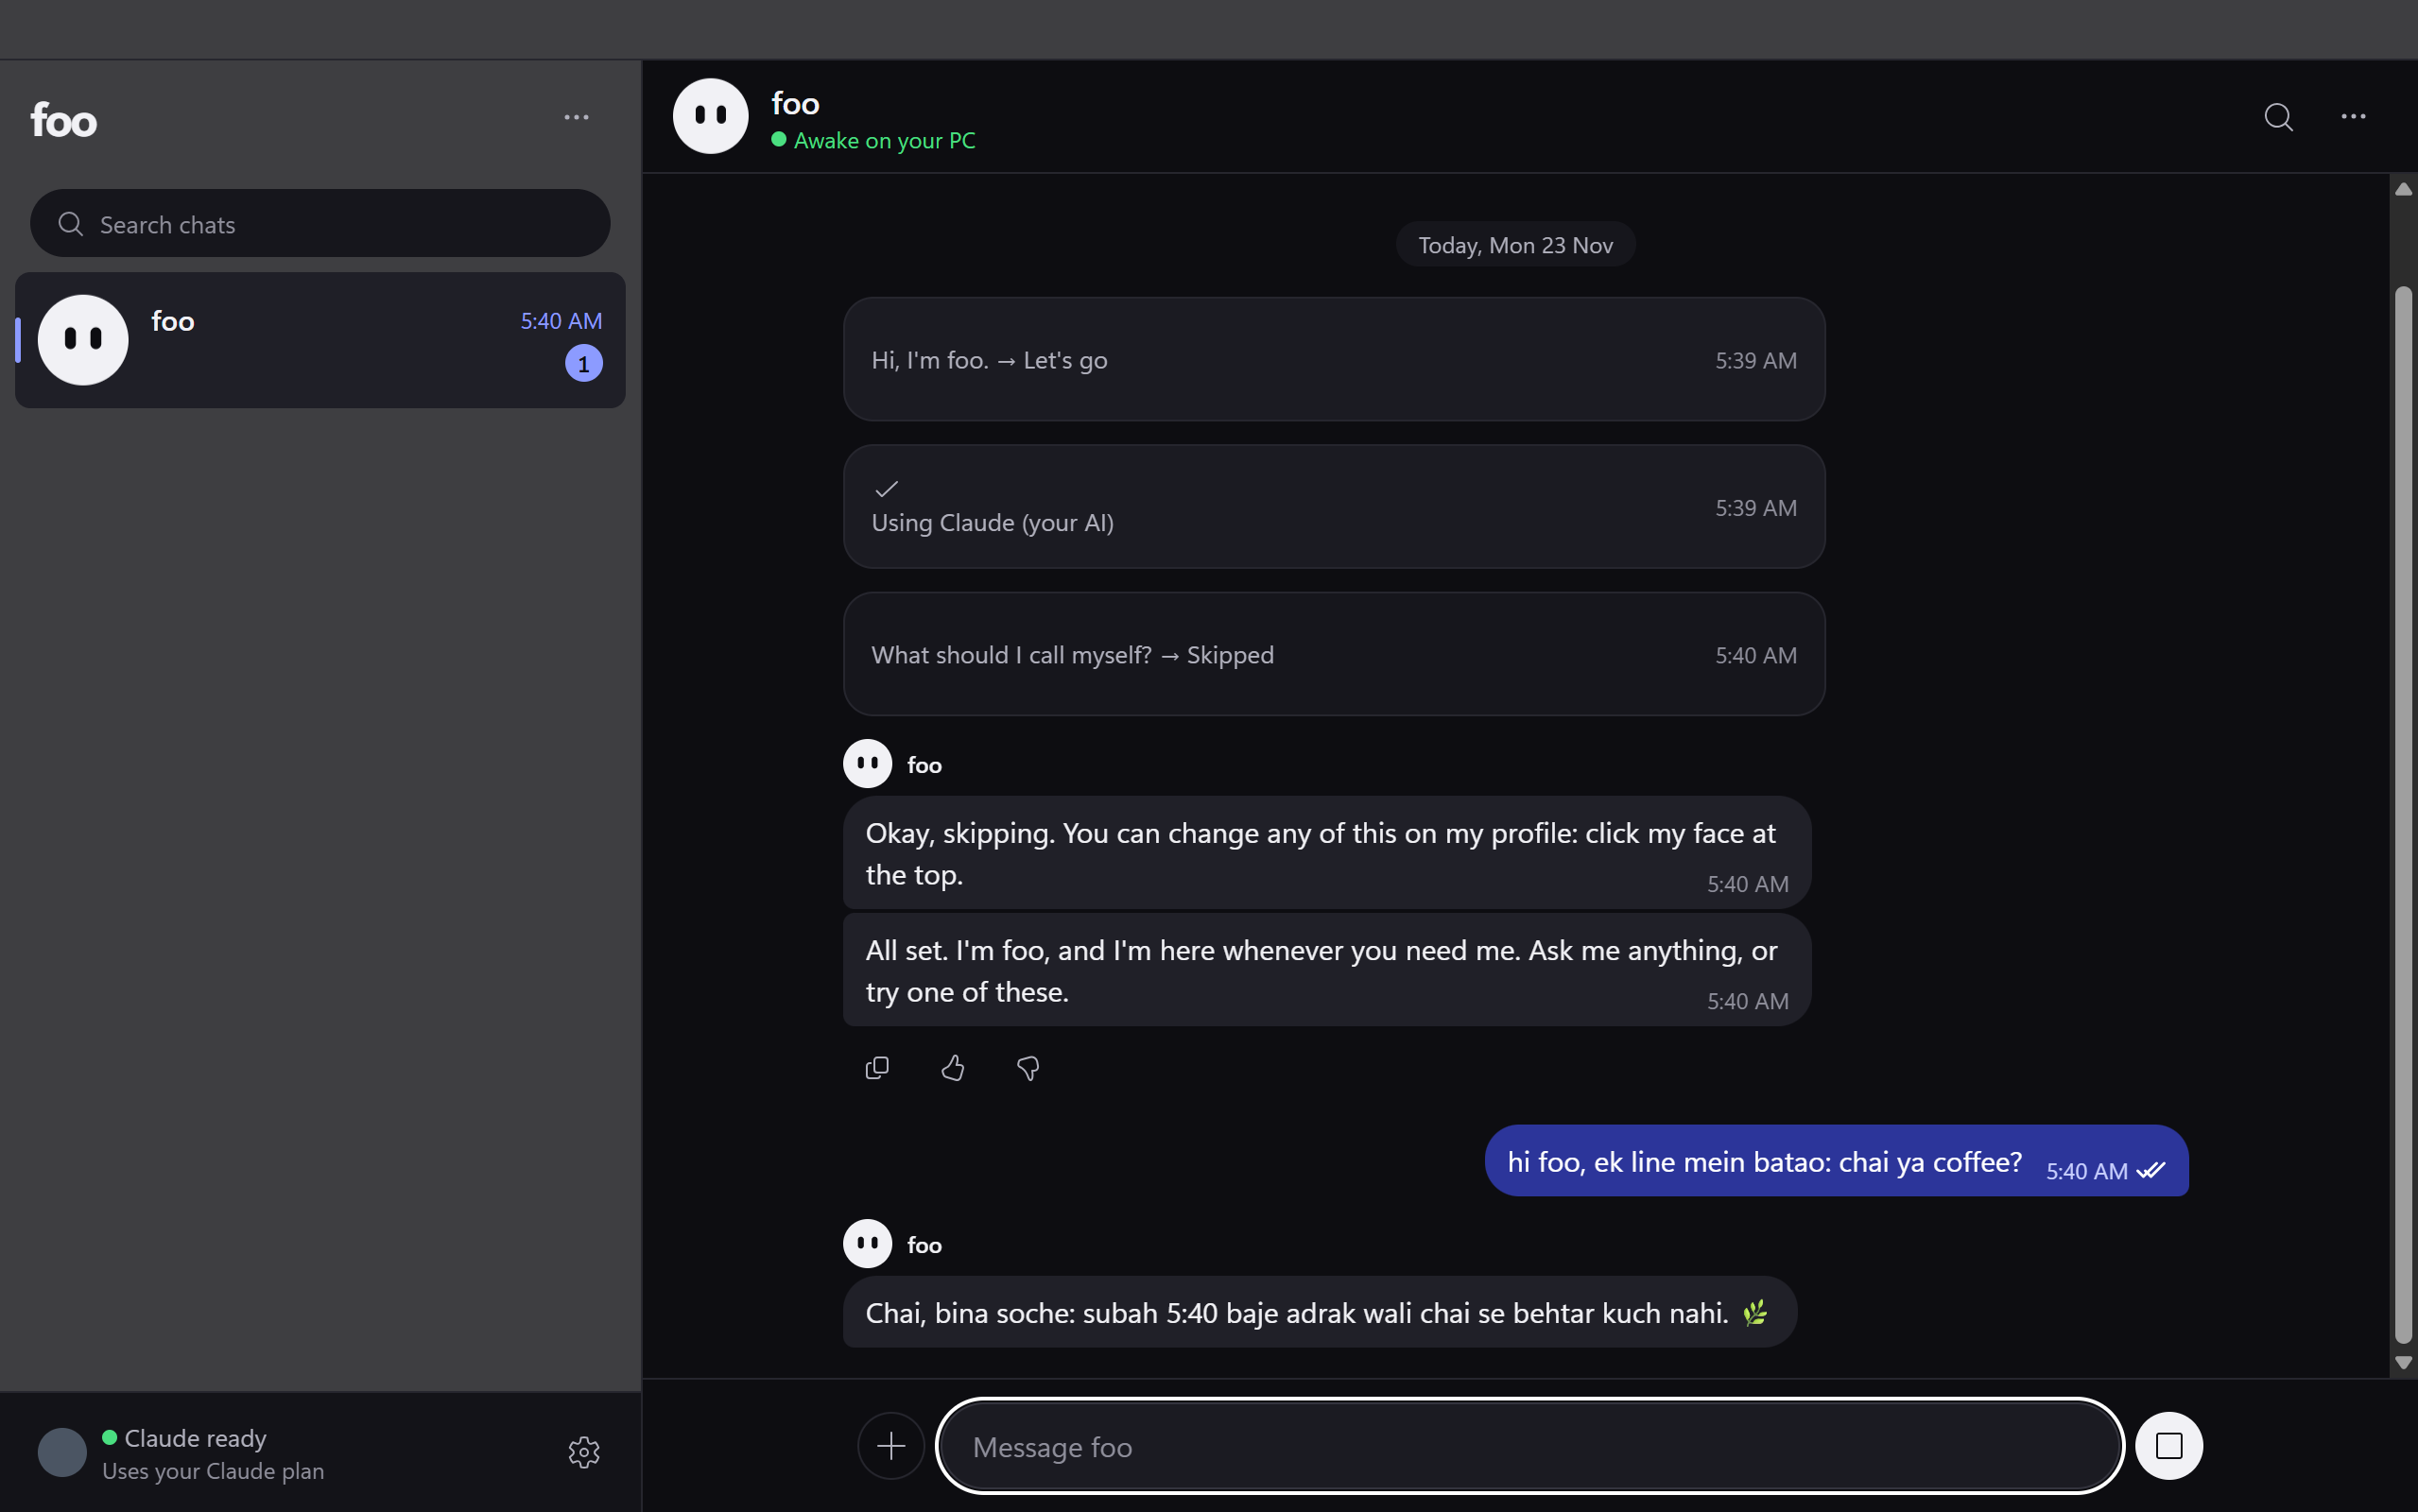 foo
Search chats
foo
5:40 AM
1
Claude ready
Uses your Claude plan
foo
Awake on your PC
Today, Mon 23 Nov
Hi, I'm foo. → Let's go
5:39 AM
Using Claude (your AI)
5:39 AM
What should I call myself? → Skipped
5:40 AM
foo
Okay, skipping. You can change any of this on my profile: click my face at
the top.
5:40 AM
All set. I'm foo, and I'm here whenever you need me. Ask me anything, or
try one of these.
5:40 AM
hi foo, ek line mein batao: chai ya coffee?
5:40 AM
foo
Chai, bina soche: subah 5:40 baje adrak wali chai se behtar kuch nahi. 🌿
Message foo